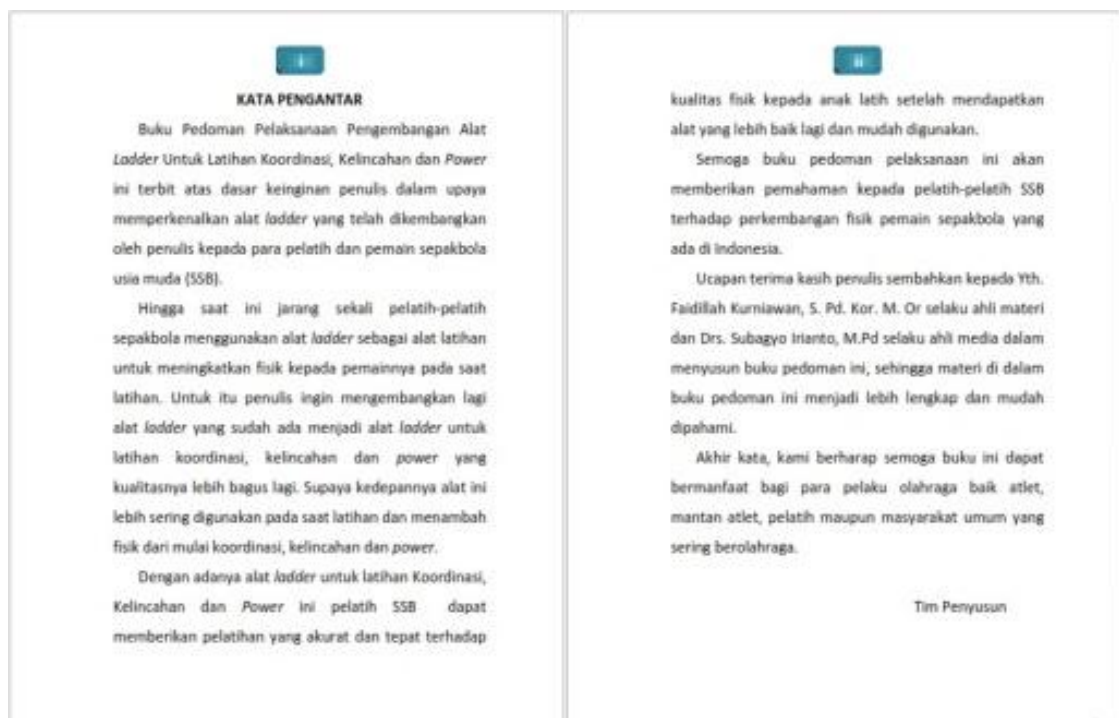 i
KATA PENGANTAR
Buku Pedoman Pelaksanaan Pengembangan Alat
Ladder Untuk Latihan Koordinasi, Kelincahan dan Power
ini terbit atas dasar keinginan penulis dalam upaya
memperkenalkan alat ladder yang telah dikembangkan
oleh penulis kepada para pelatih dan pemain sepakbola
usia muda (SSB).
Hingga saat ini jarang sekali pelatih-pelatih
sepakbola menggunakan alat ladder sebagai alat latihan
untuk meningkatkan fisik kepada pemainnya pada saat
latihan. Untuk itu penulis ingin mengembangkan lagi
alat ladder yang sudah ada menjadi alat ladder untuk
latihan koordinasi, kelincahan dan power yang
kualitasnya lebih bagus lagi. Supaya kedepannya alat ini
lebih sering digunakan pada saat latihan dan menambah
fisik dari mulai koordinasi, kelincahan dan power.
Dengan adanya alat ladder untuk latihan Koordinasi,
Kelincahan dan Power ini pelatih SSB dapat
memberikan pelatihan yang akurat dan tepat terhadap
ii
kualitas fisik kepada anak latih setelah mendapatkan
alat yang lebih baik lagi dan mudah digunakan.
Semoga buku pedoman pelaksanaan ini akan
memberikan pemahaman kepada pelatih-pelatih SSB
terhadap perkembangan fisik pemain sepakbola yang
ada di Indonesia.
Ucapan terima kasih penulis sembahkan kepada Yth.
Faidillah Kurniawan, S. Pd. Kor. M. Or selaku ahli materi
dan Drs. Subagyo Irianto, M.Pd selaku ahli media dalam
menyusun buku pedoman ini, sehingga materi di dalam
buku pedoman ini menjadi lebih lengkap dan mudah
dipahami.
Akhir kata, kami berharap semoga buku ini dapat
bermanfaat bagi para pelaku olahraga baik atlet,
mantan atlet, pelatih maupun masyarakat umum yang
sering berolahraga.
Tim Penyusun